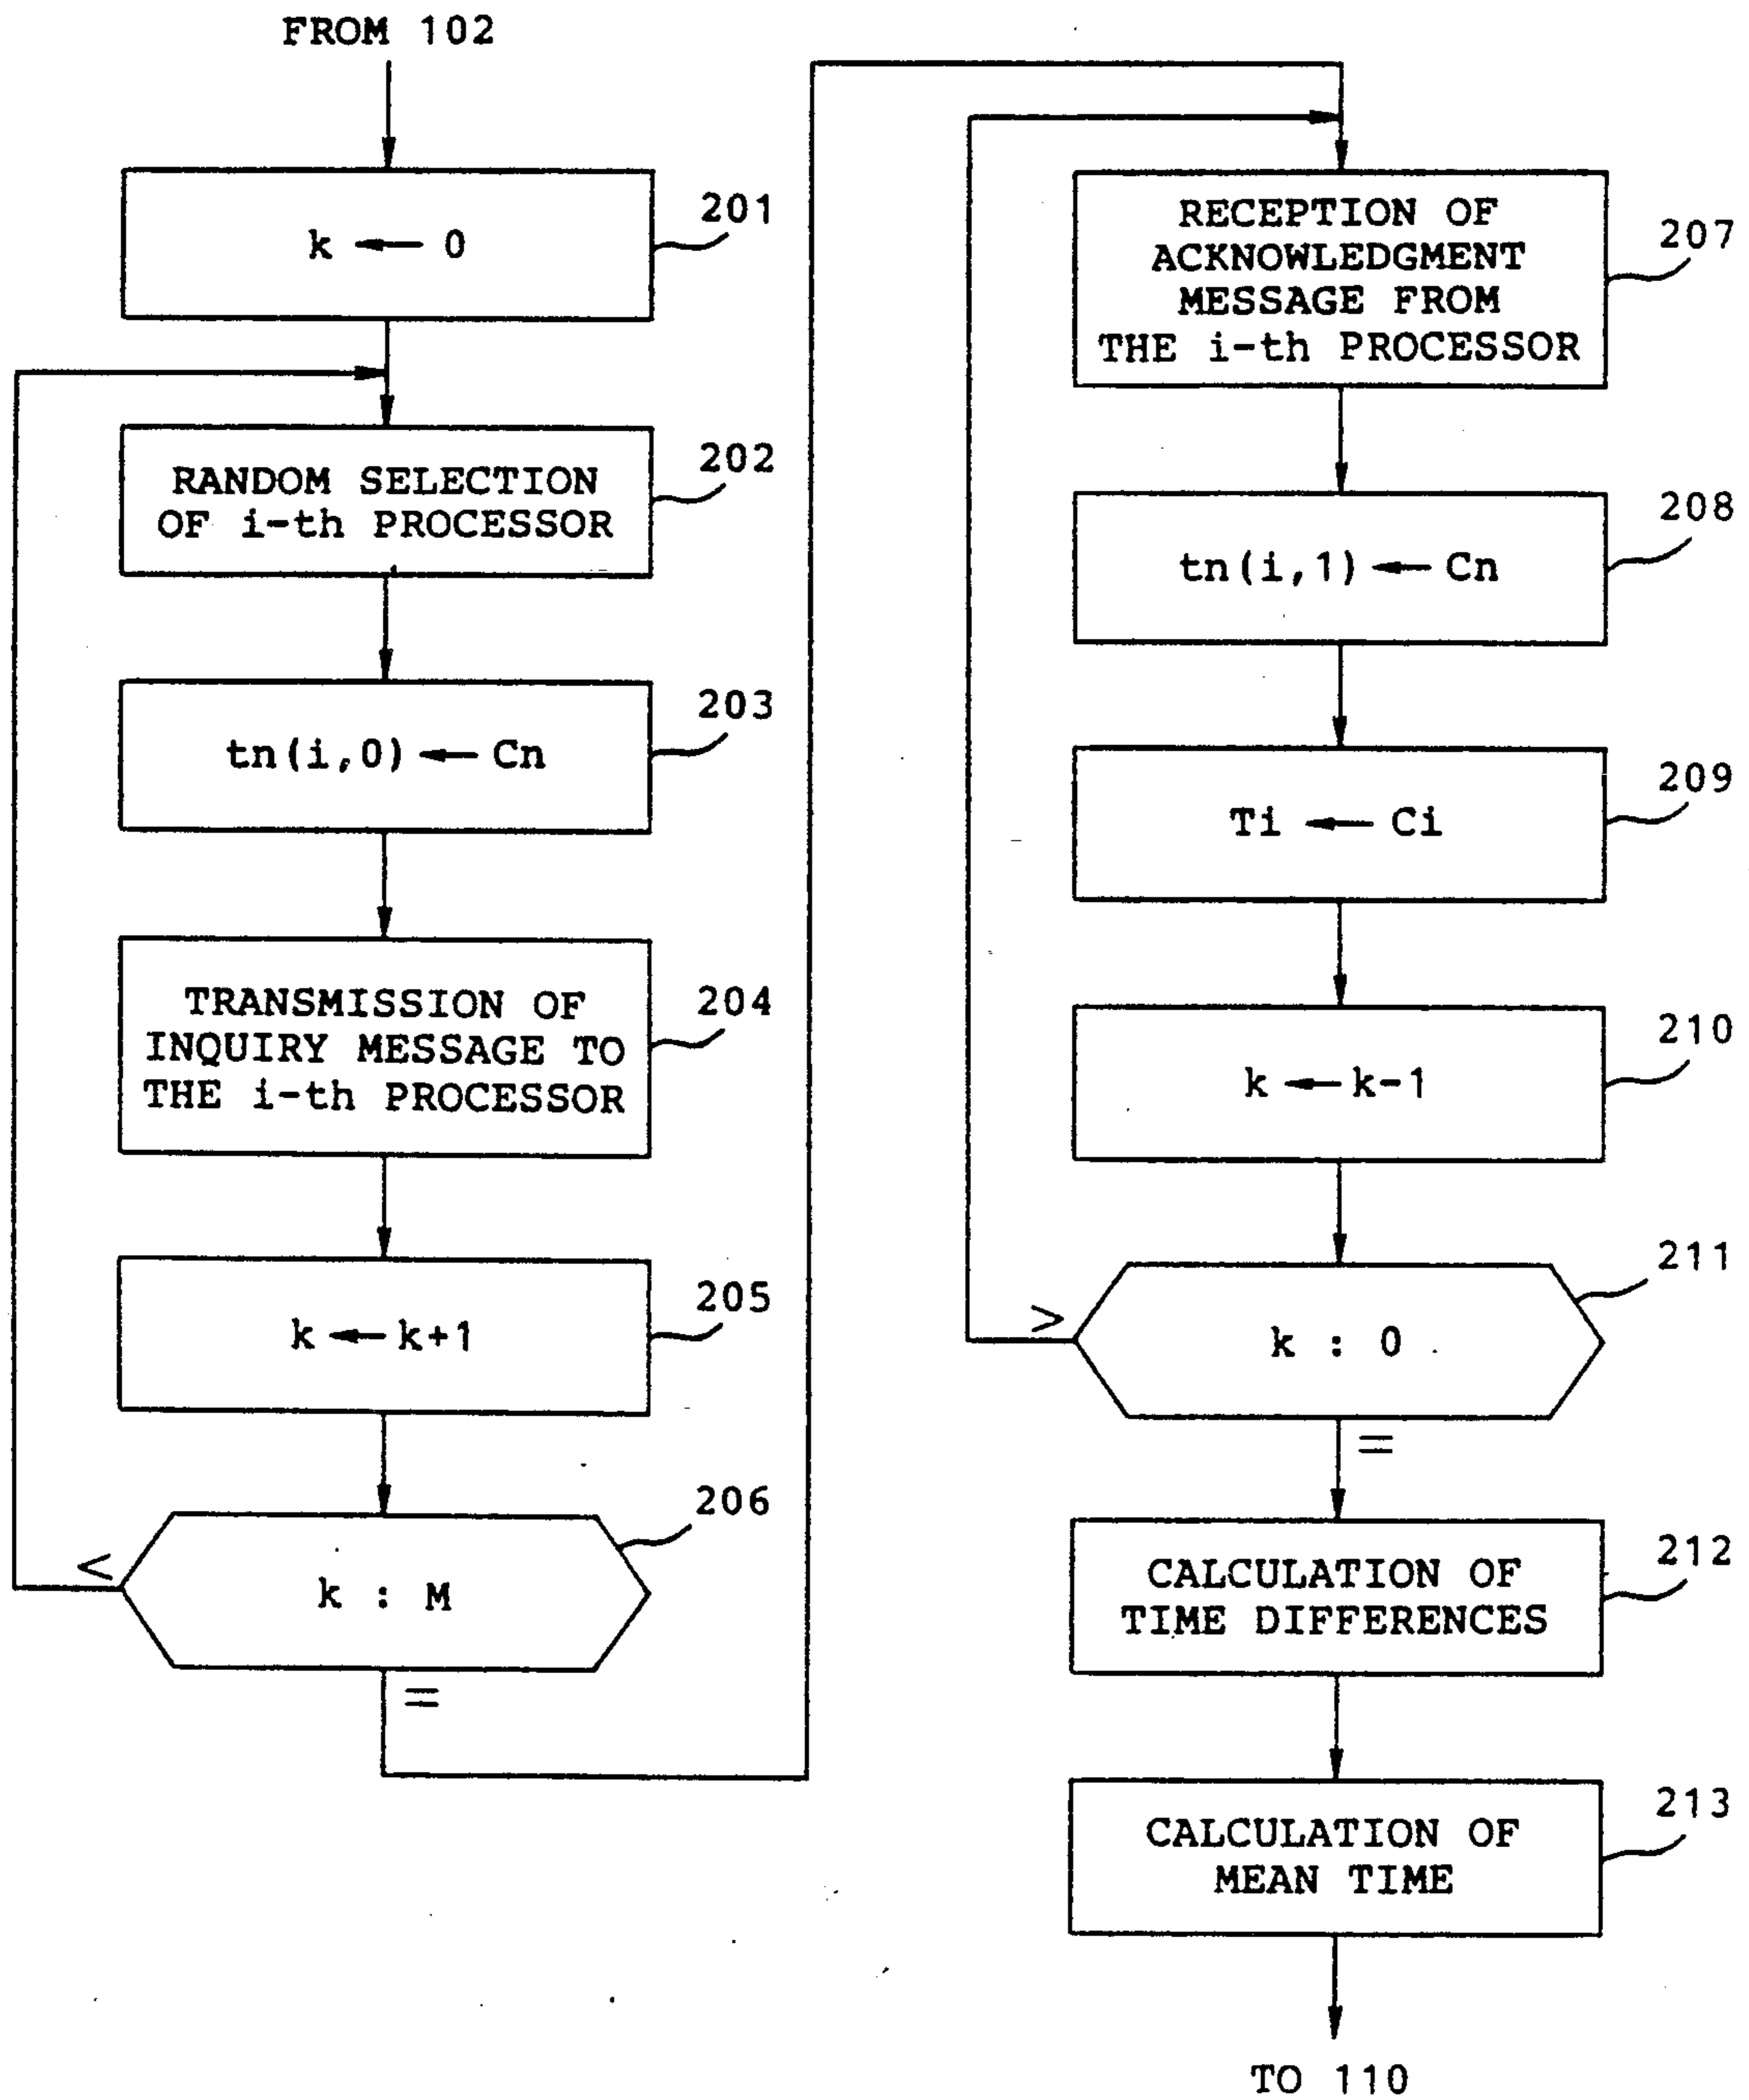 FROM 102
k ← 0
201
RANDOM SELECTION
OF i-th PROCESSOR
202
tn(i,0) ← Cn
203
TRANSMISSION OF
INQUIRY MESSAGE TO
THE i-th PROCESSOR
204
k ← k+1
205
k : M
206
<
=
RECEPTION OF
ACKNOWLEDGMENT
MESSAGE FROM
THE i-th PROCESSOR
207
tn(i,1) ← Cn
208
Ti ← Ci
209
k ← k-1
210
k : 0
211
>
=
CALCULATION OF
TIME DIFFERENCES
212
CALCULATION OF
MEAN TIME
213
TO 110